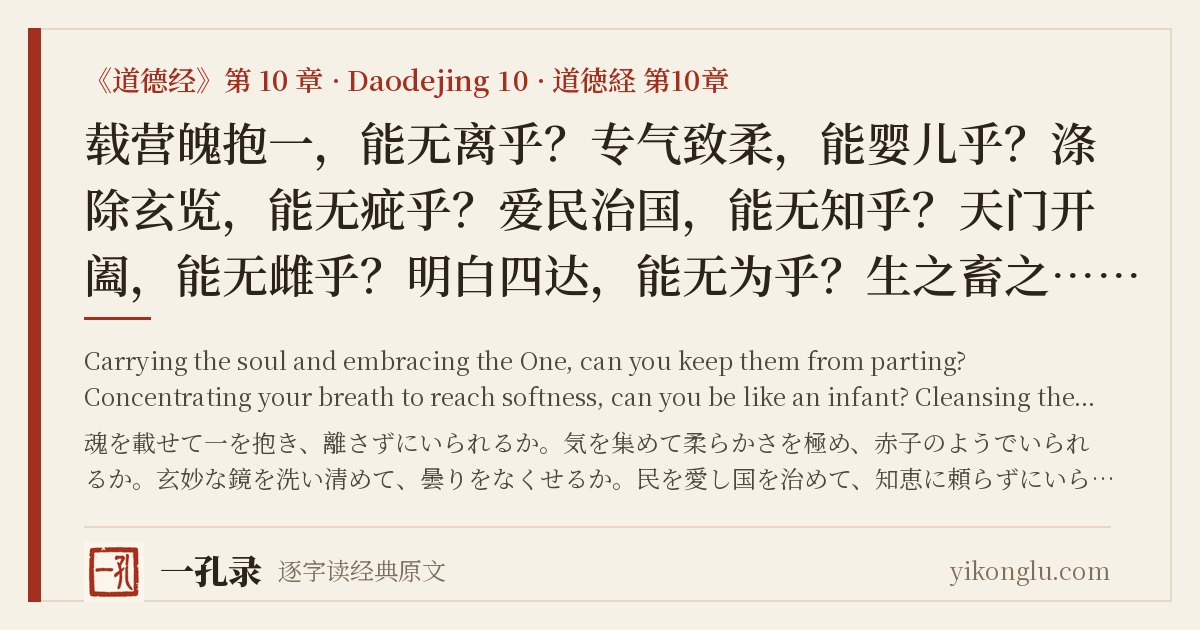 《道德经》第 10 章 · Daodejing 10 · 道徳経 第10章
载营魄抱一，能无离乎？专气致柔，能婴儿乎？涤
除玄览，能无疵乎？爱民治国，能无知乎？天门开
阖，能无雌乎？明白四达，能无为乎？生之畜之……
Carrying the soul and embracing the One, can you keep them from parting?
Concentrating your breath to reach softness, can you be like an infant? Cleansing the...
魂を載せて一を抱き、離さずにいられるか。気を集めて柔らかさを極め、赤子のようでいられ
るか。玄妙な鏡を洗い清めて、曇りをなくせるか。民を愛し国を治めて、知恵に頼らずにいら…
一孔
一孔录 逐字读经典原文 yikonglu.com